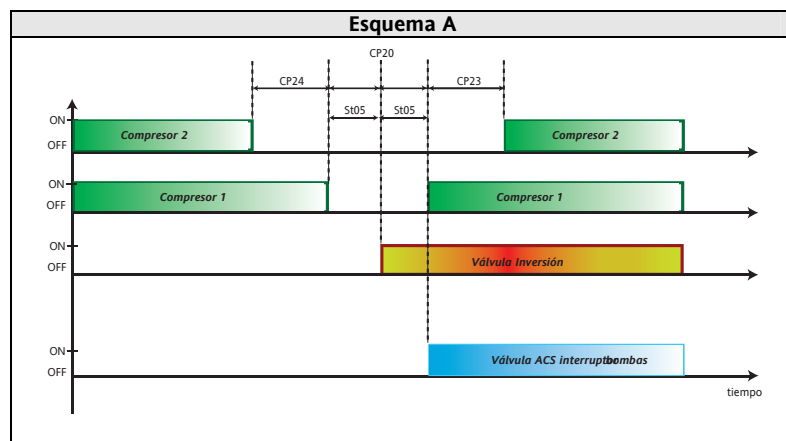 Esquema A
CP20
CP24
CP23
St05
St05
ON
OFF
Compresor 2
Compresor 2
ON
OFF
Compresor 1
Compresor 1
ON
OFF
Válvula Inversión
ON
OFF
Válvula ACS interruptor bombas
tiempo